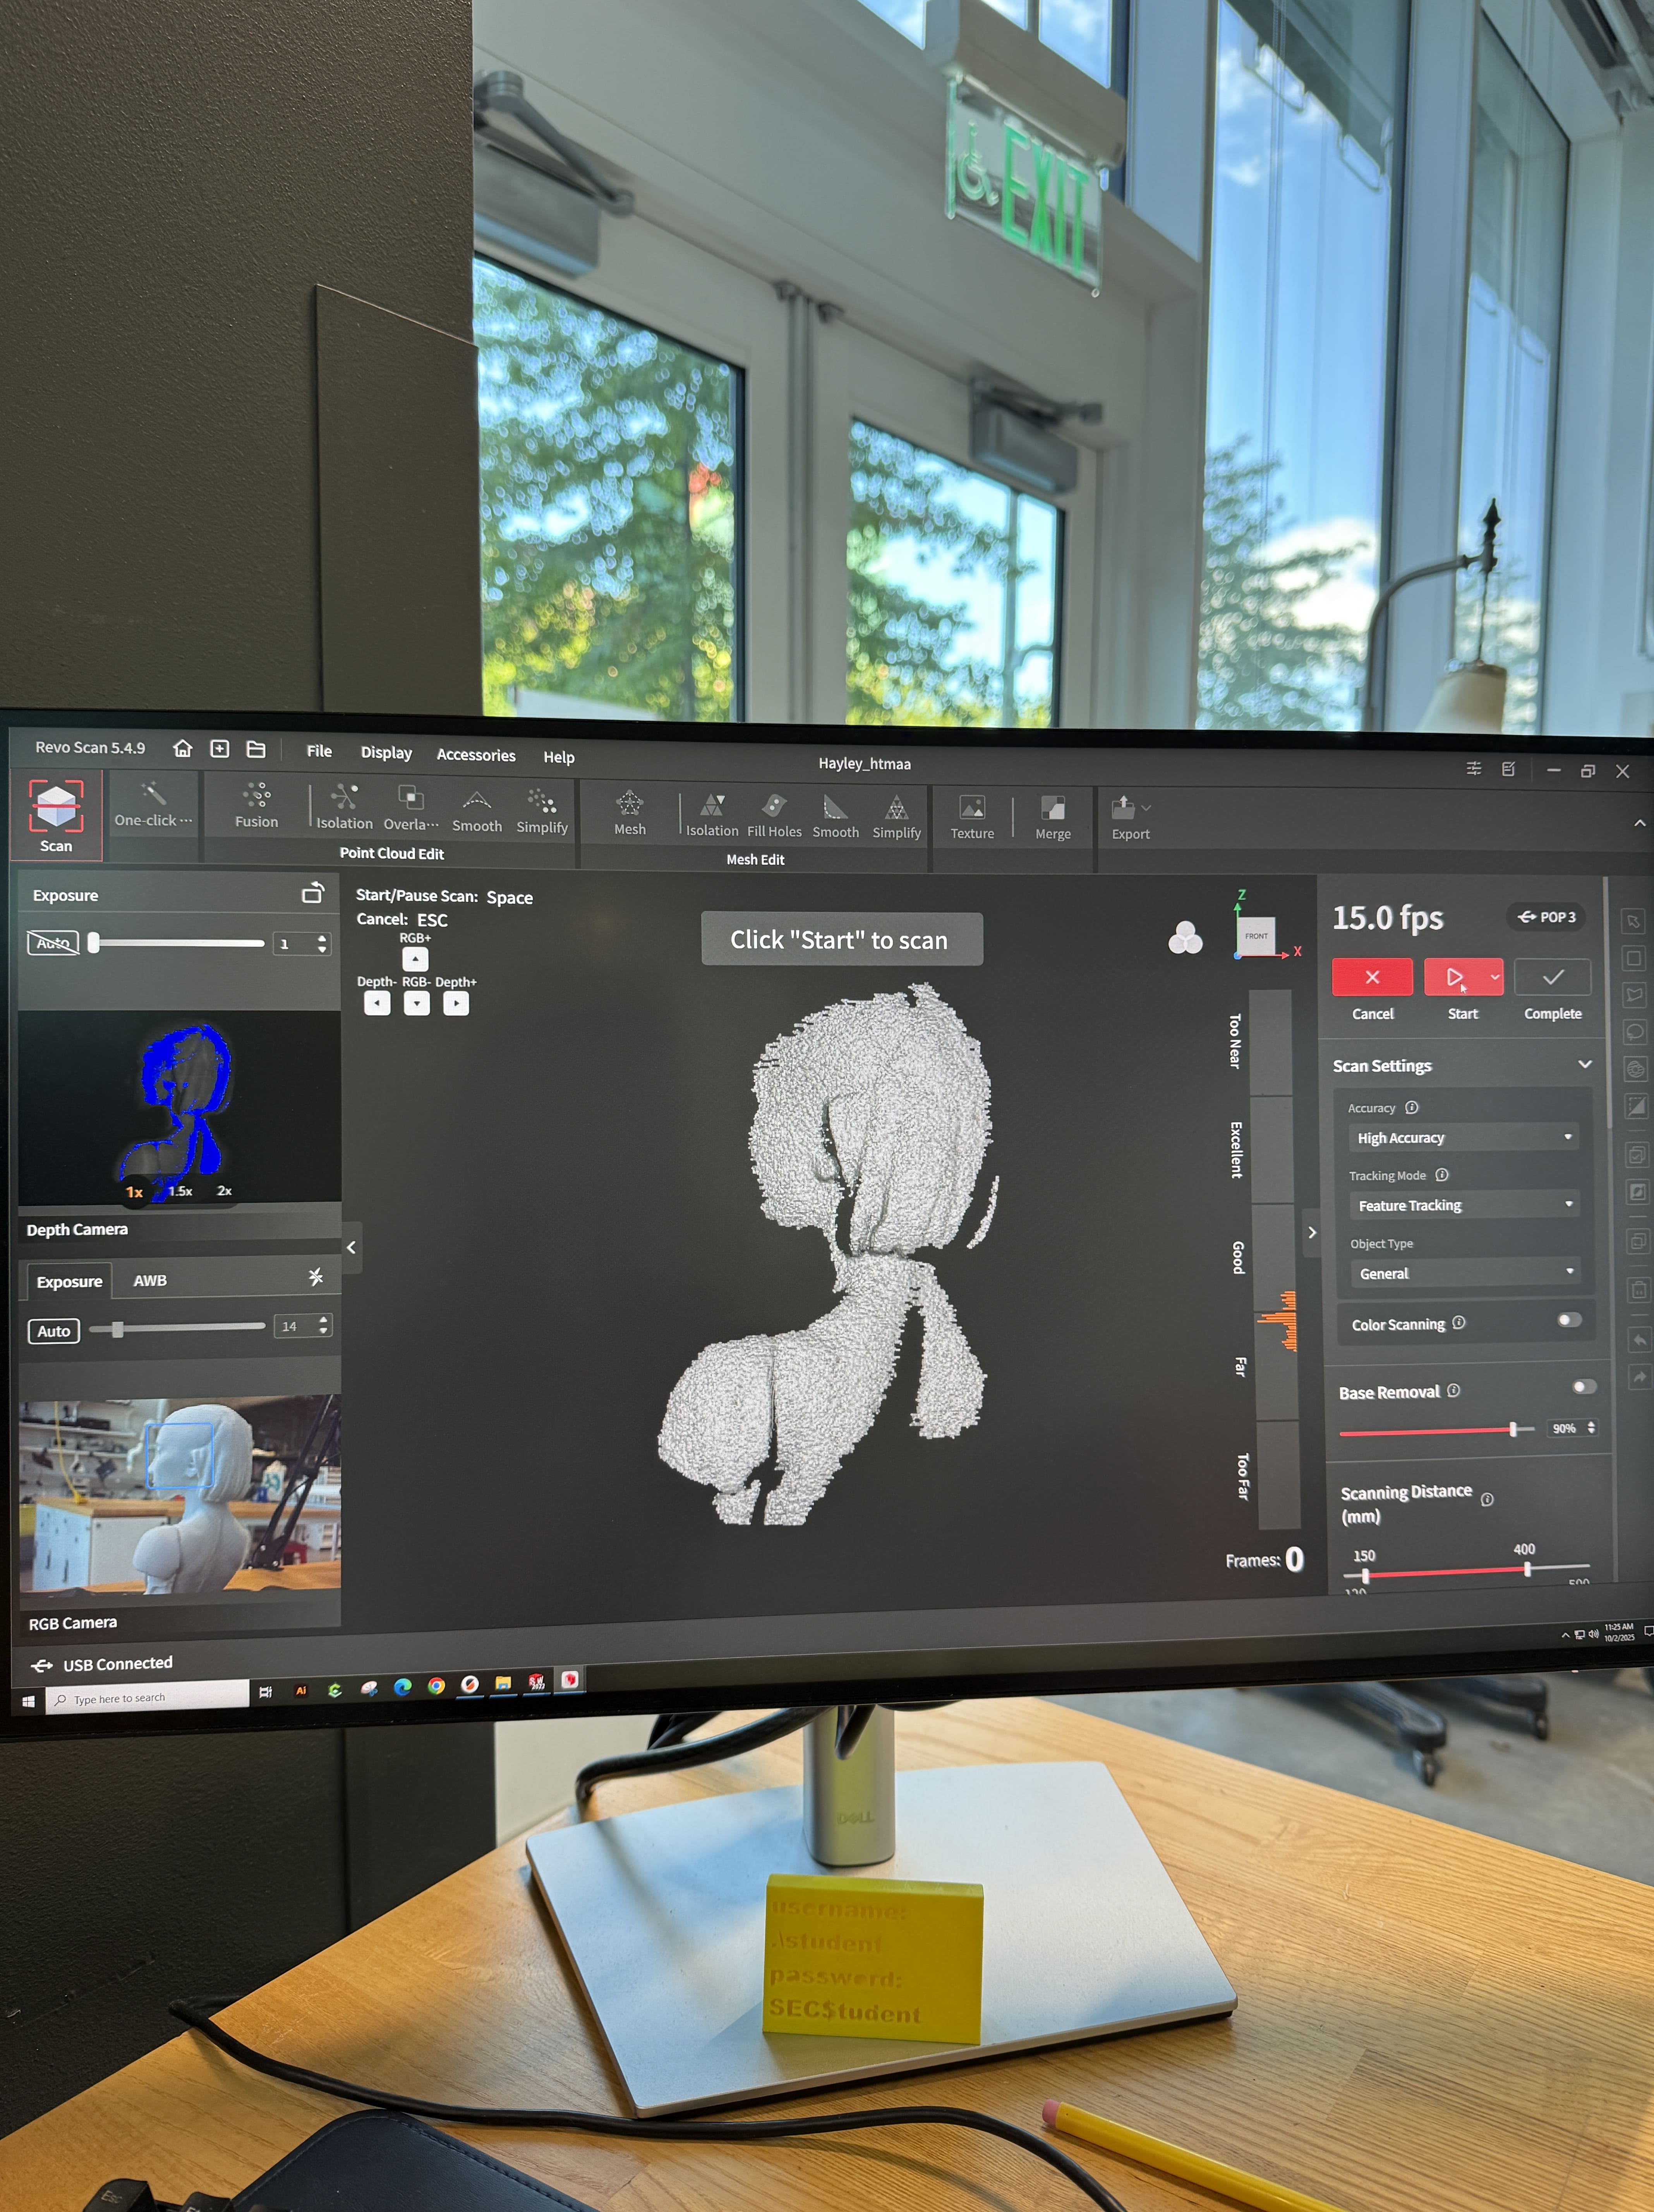 EXIT
Revo Scan 5.4.9
File
Display
Accessories
Help
Hayley_htmaa
Scan
One-click ···
Fusion
Isolation
Overla···
Smooth
Simplify
Point Cloud Edit
Mesh
Isolation
Fill Holes
Smooth
Simplify
Mesh Edit
Texture
Merge
Export
Exposure
Auto
1
1x
1.5x
2x
Depth Camera
Exposure
AWB
Auto
14
RGB Camera
USB Connected
Start/Pause Scan: Space
Cancel: ESC
RGB+
Depth- RGB- Depth+
Click "Start" to scan
Z
FRONT
X
Too Near
Excellent
Good
Far
Too Far
Frames: 0
15.0 fps
POP 3
Cancel
Start
Complete
Scan Settings
Accuracy
High Accuracy
Tracking Mode
Feature Tracking
Object Type
General
Color Scanning
Base Removal
90%
Scanning Distance
(mm)
150
400
120
500
Type here to search
Ai
SW
2023
11:25 AM
10/2/2025
DELL
username:
.\student
password:
SEC$tudent
ESC